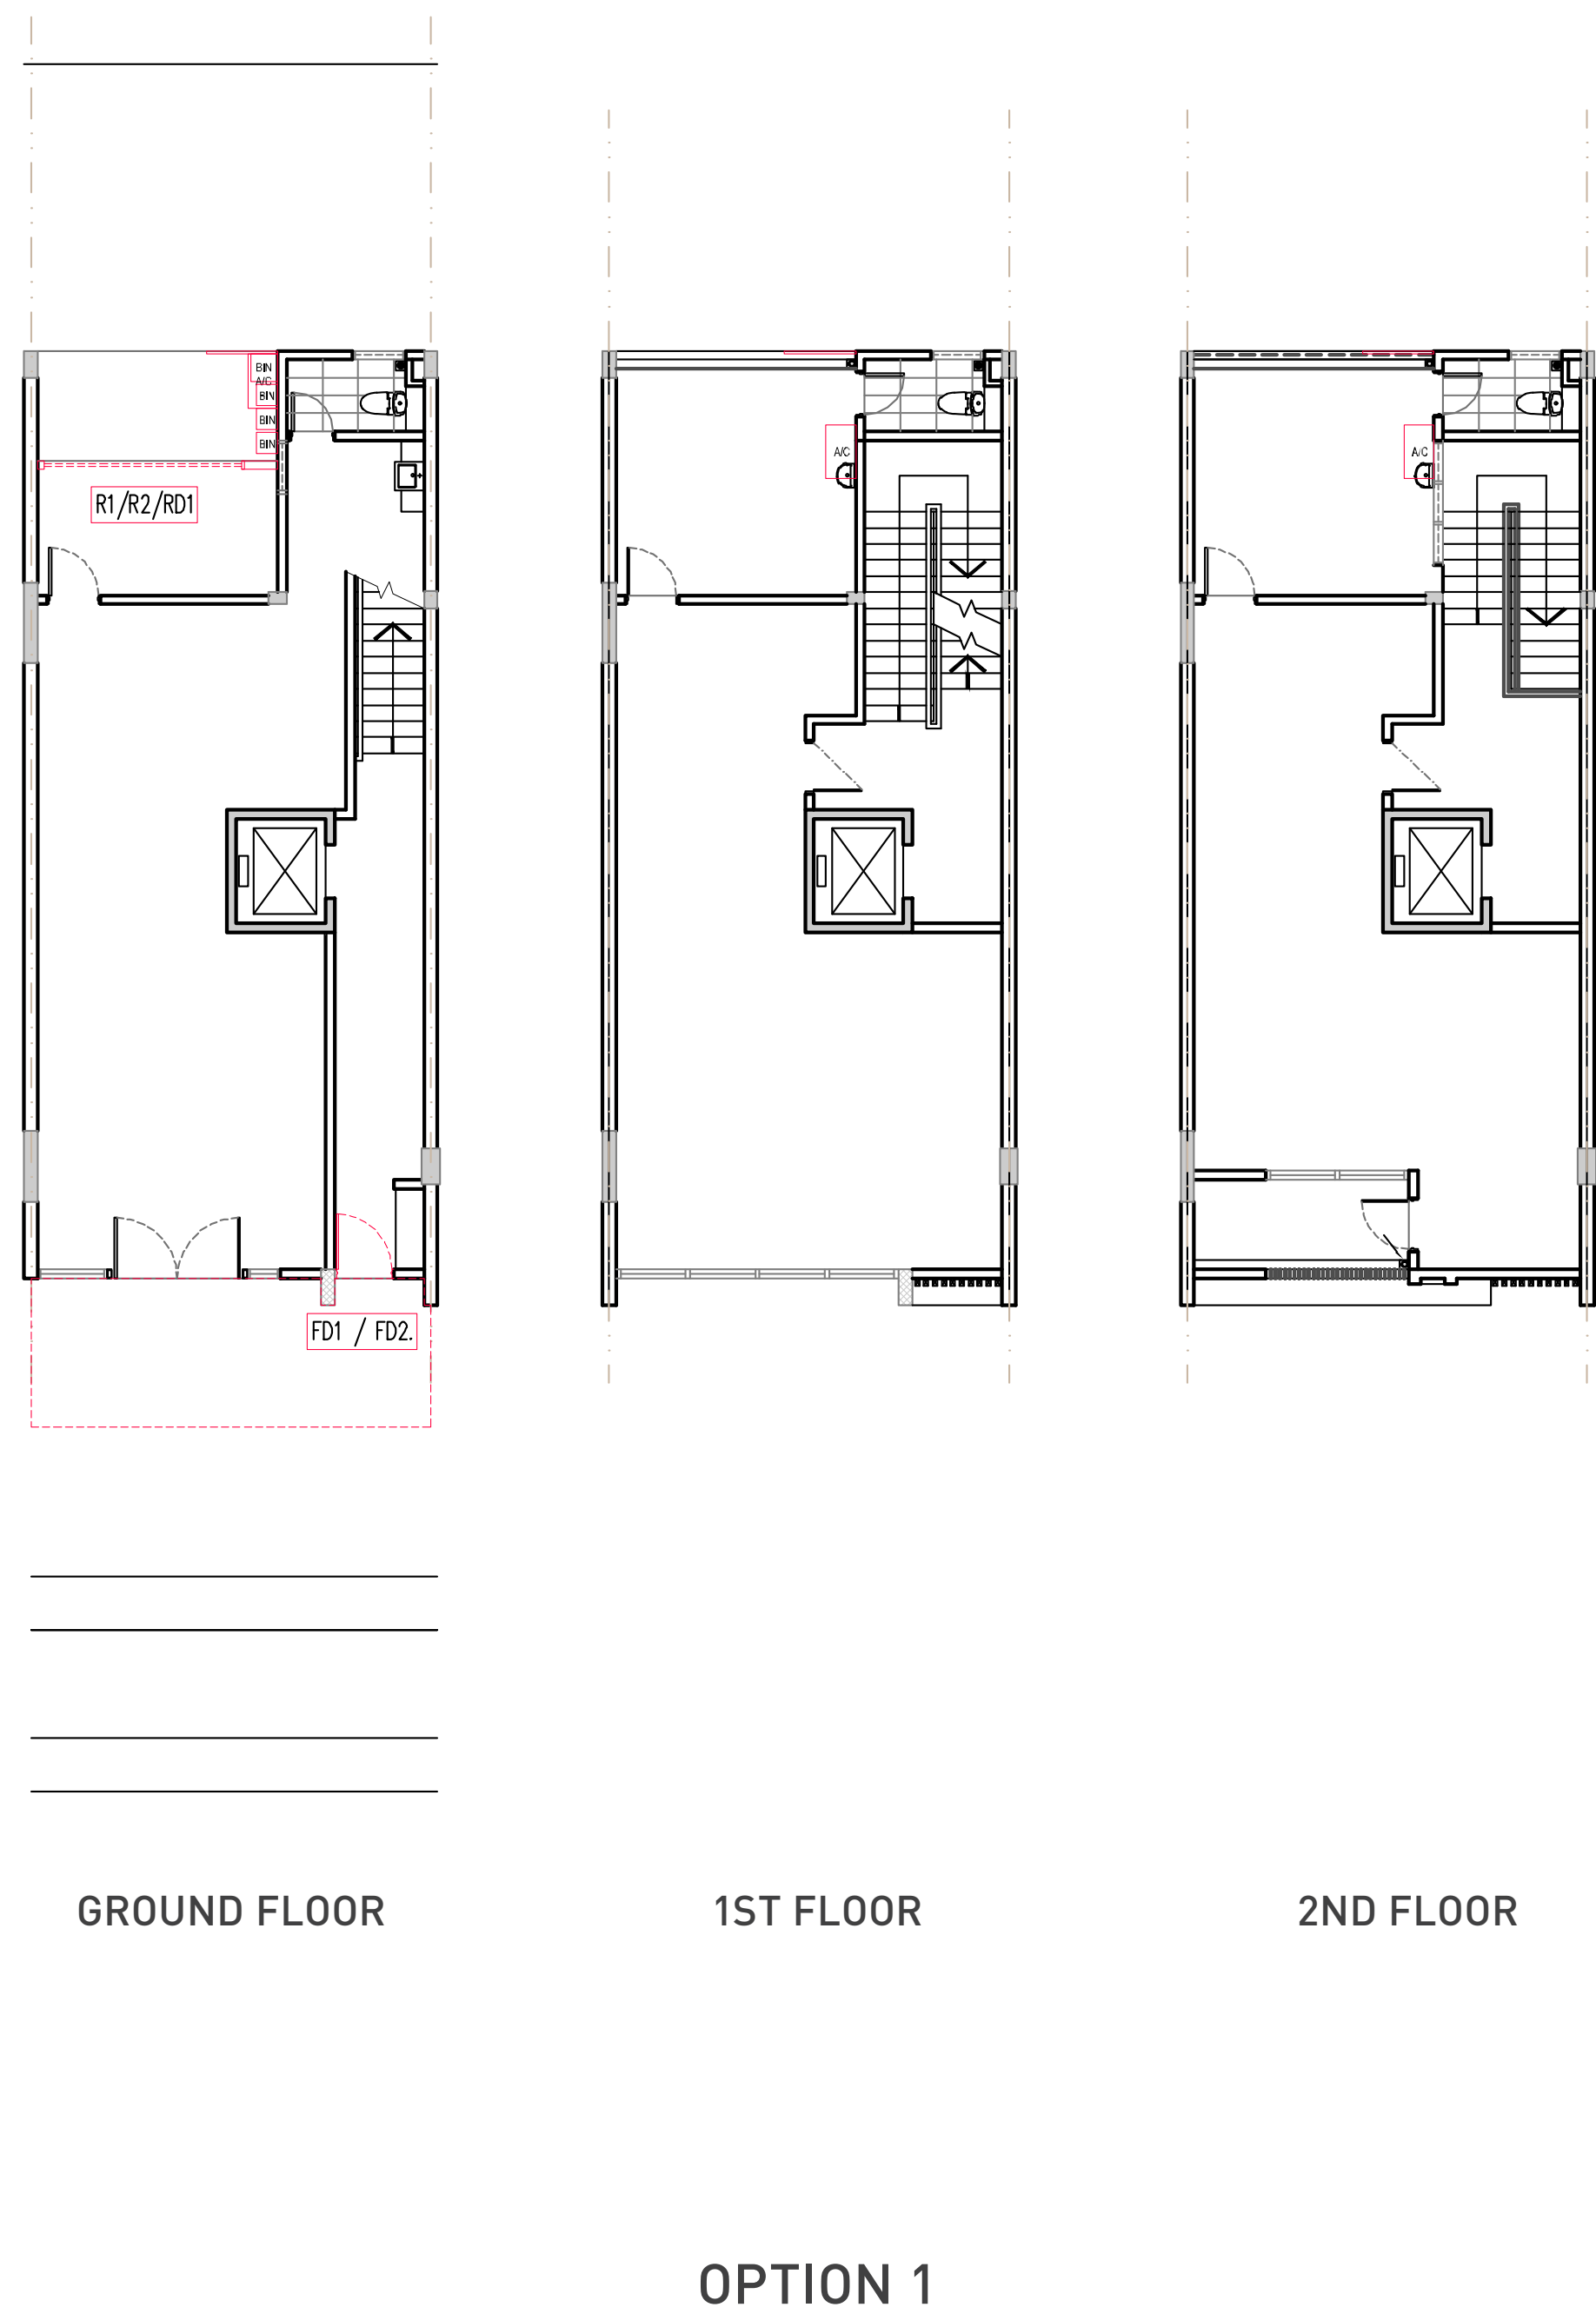 BIN
A/C
BIN
BIN
BIN
R1/R2/RD1
A/C
A/C
FD1 / FD2.
GROUND FLOOR
1ST FLOOR
2ND FLOOR
OPTION 1